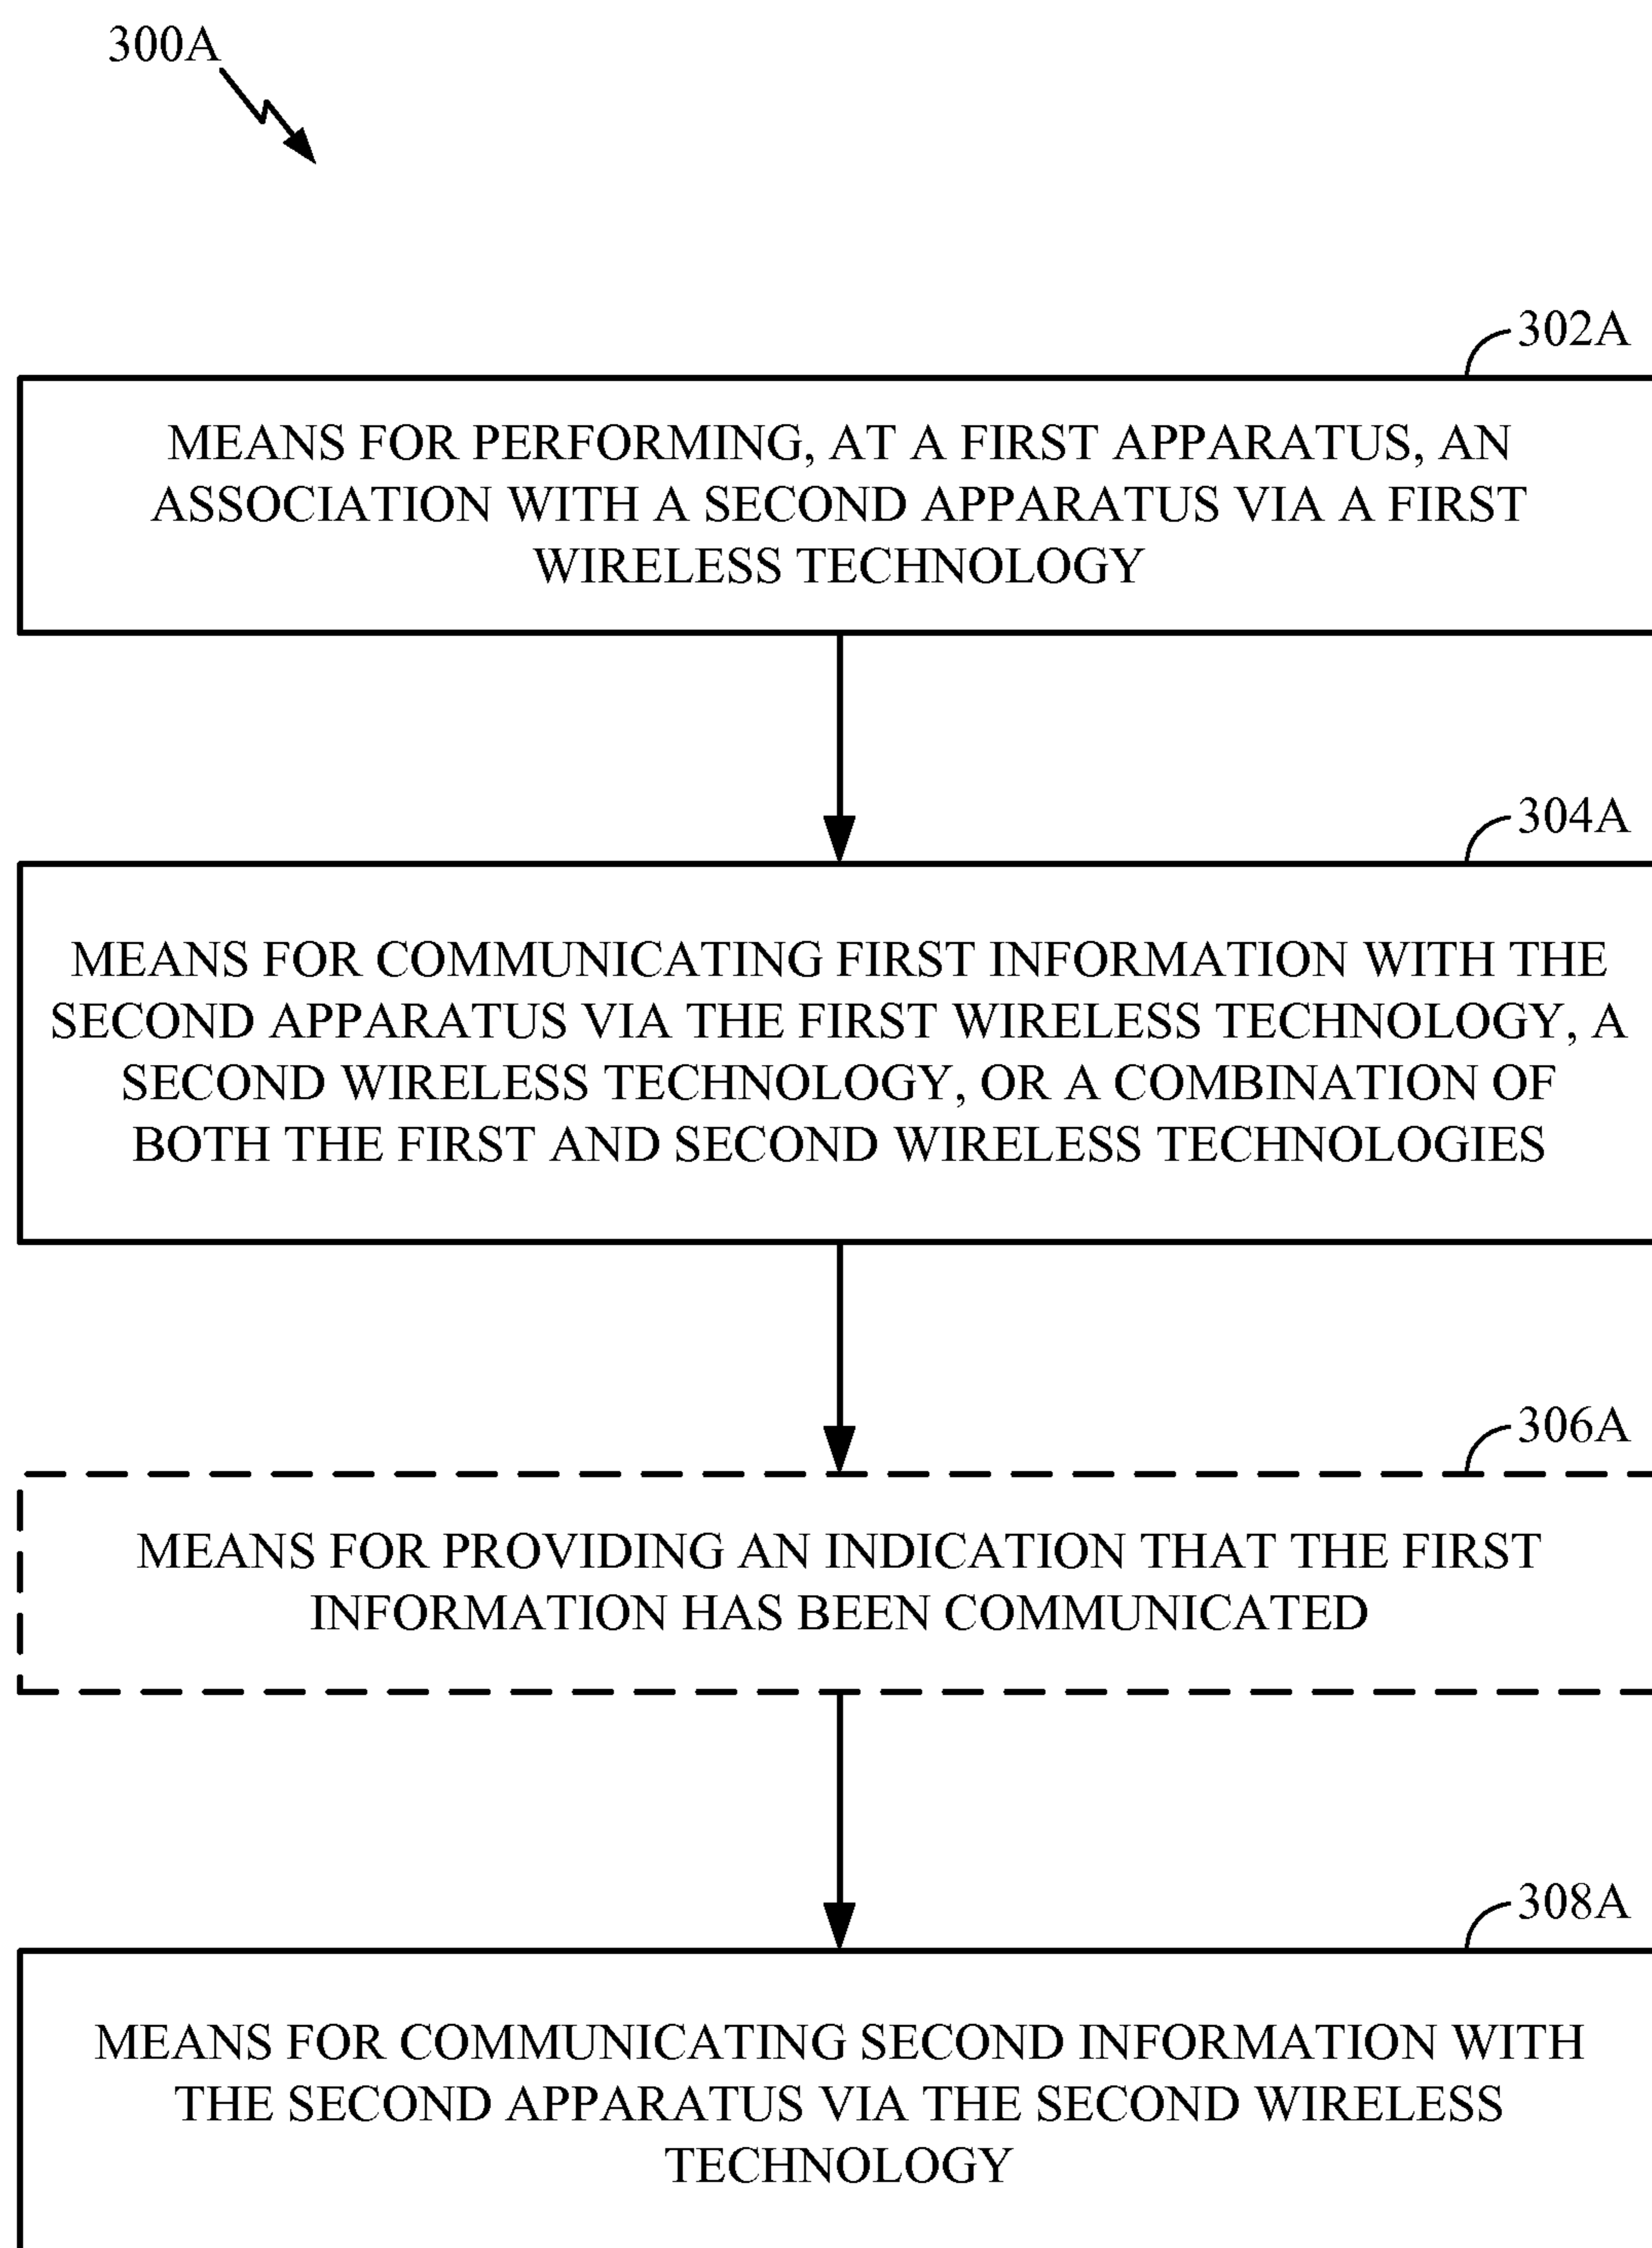 300A
302A
MEANS FOR PERFORMING, AT A FIRST APPARATUS, AN
ASSOCIATION WITH A SECOND APPARATUS VIA A FIRST
WIRELESS TECHNOLOGY
304A
MEANS FOR COMMUNICATING FIRST INFORMATION WITH THE
SECOND APPARATUS VIA THE FIRST WIRELESS TECHNOLOGY, A
SECOND WIRELESS TECHNOLOGY, OR A COMBINATION OF
BOTH THE FIRST AND SECOND WIRELESS TECHNOLOGIES
306A
MEANS FOR PROVIDING AN INDICATION THAT THE FIRST
INFORMATION HAS BEEN COMMUNICATED
308A
MEANS FOR COMMUNICATING SECOND INFORMATION WITH
THE SECOND APPARATUS VIA THE SECOND WIRELESS
TECHNOLOGY